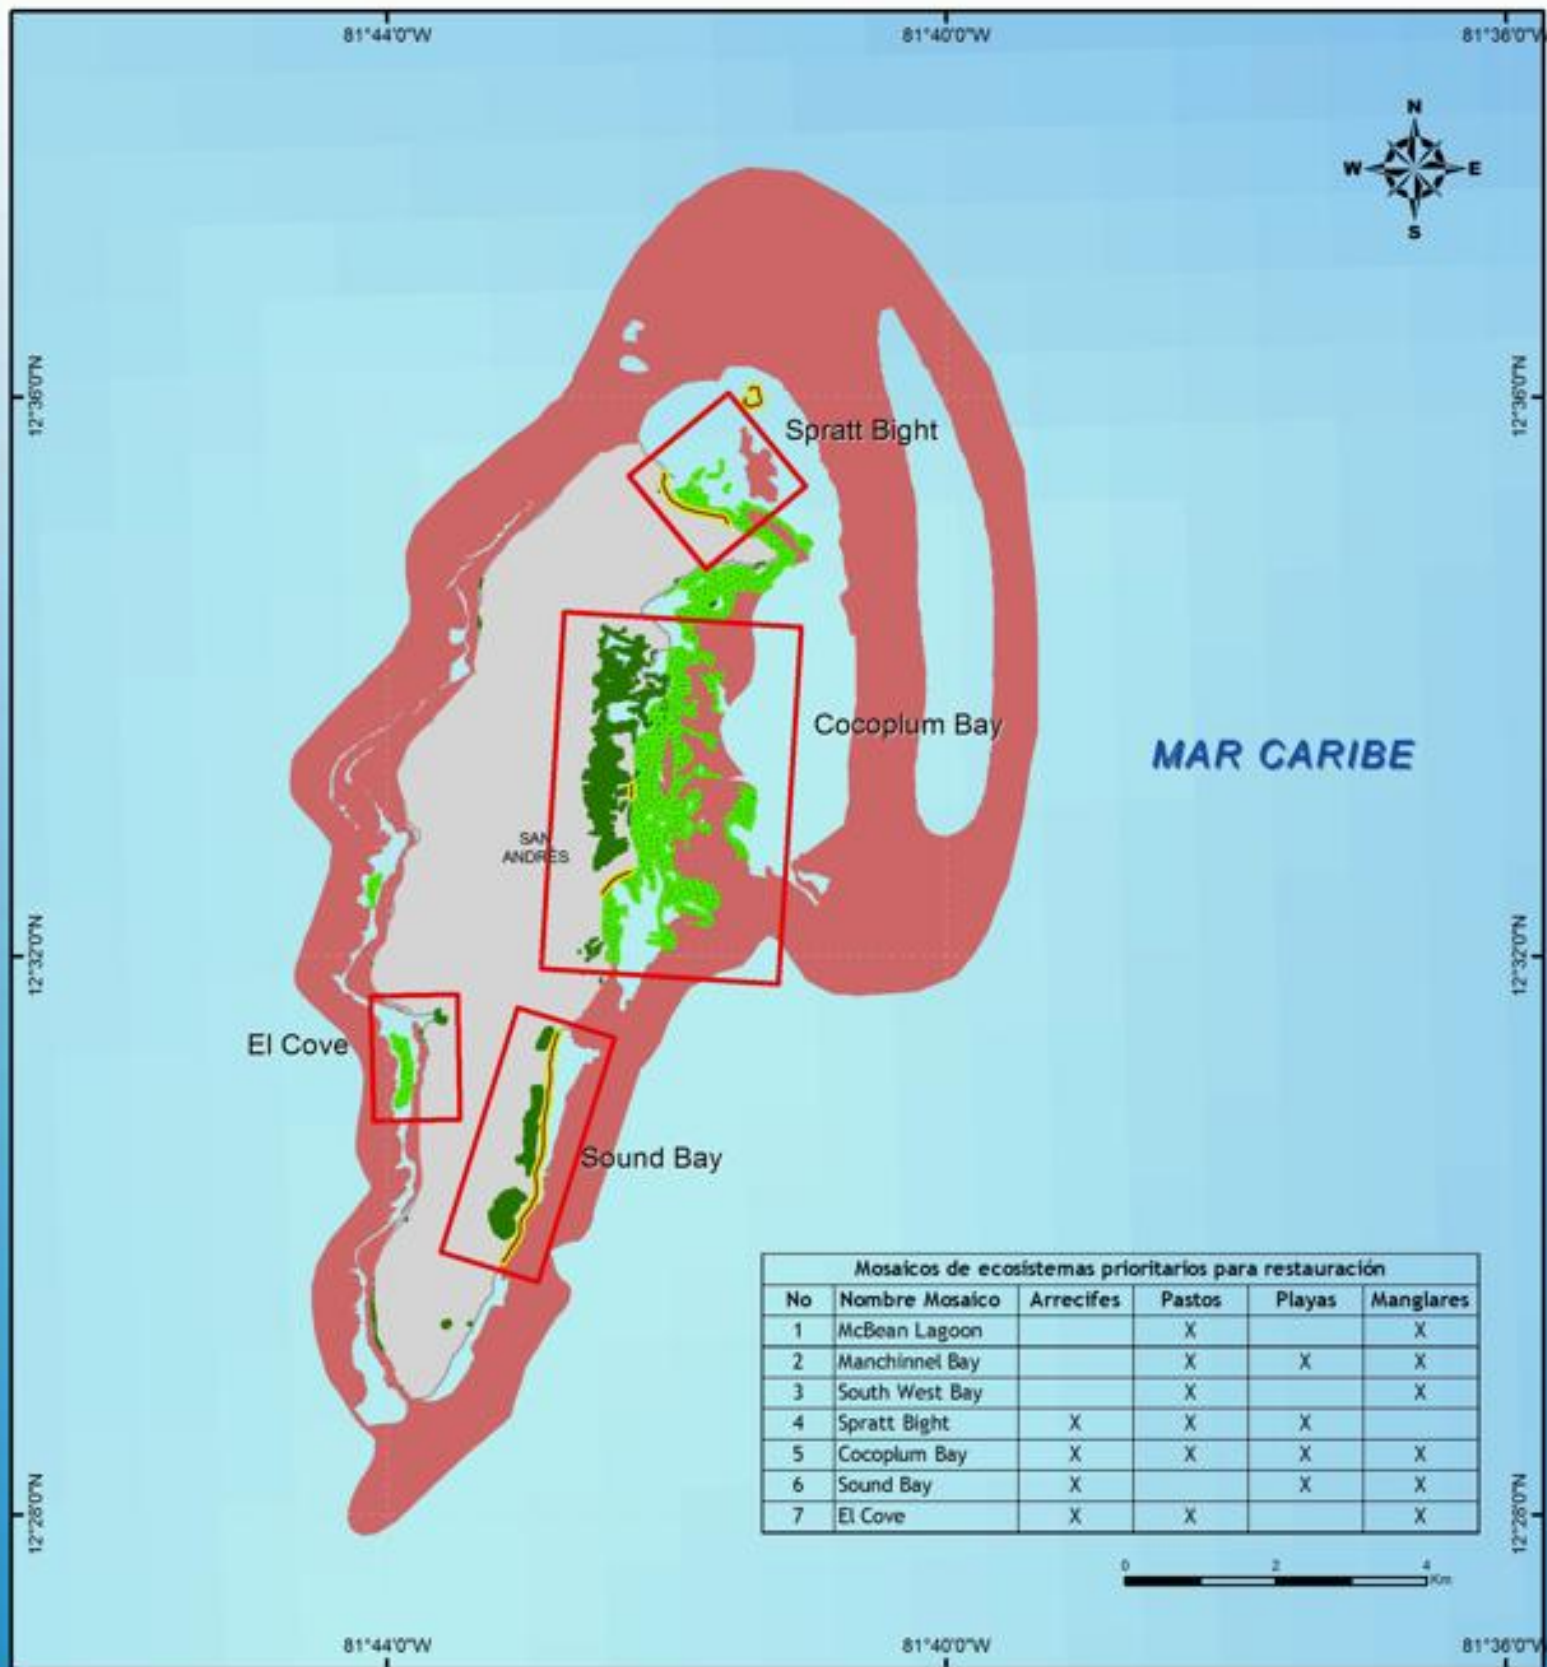 81°44'0"W 81°40'0"W 81°36'0"W
N
W E
S
12°36'0"N 12°36'0"N
Spratt Bight
Cocoplum Bay
MAR CARIBE
SAN
ANDRÉS
12°32'0"N 12°32'0"N
El Cove
Sound Bay
Mosaicos de ecosistemas prioritarios para restauración
No Nombre Mosaico Arrecifes Pastos Playas Manglares
1 McBean Lagoon X X
2 Manchinnel Bay X X X
3 South West Bay X X
4 Spratt Bight X X X
5 Cocoplum Bay X X X X
6 Sound Bay X X X
7 El Cove X X X
12°28'0"N 12°28'0"N
0 2 4
Km
81°44'0"W 81°40'0"W 81°36'0"W